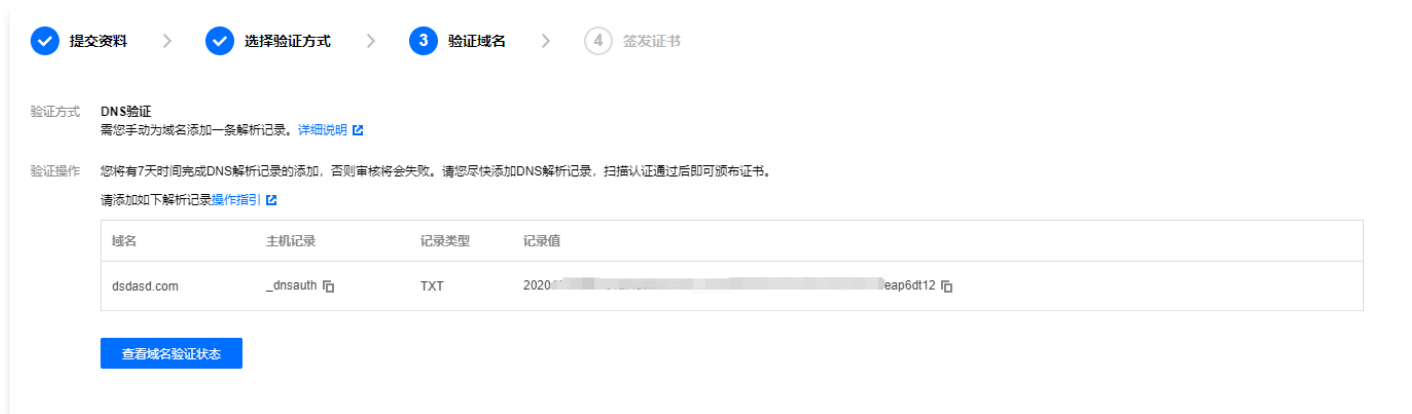 提交资料 > 选择验证方式 > 3 验证域名 > 4 签发证书
验证方式 DNS验证
需您手动为域名添加一条解析记录。详细说明
验证操作 您将有7天时间完成DNS解析记录的添加，否则审核将会失败。请您尽快添加DNS解析记录，扫描认证通过后即可颁布证书。
请添加如下解析记录操作指引
域名 主机记录 记录类型 记录值
dsdasd.com _dnsauth TXT 2020 eap6dt12
查看域名验证状态